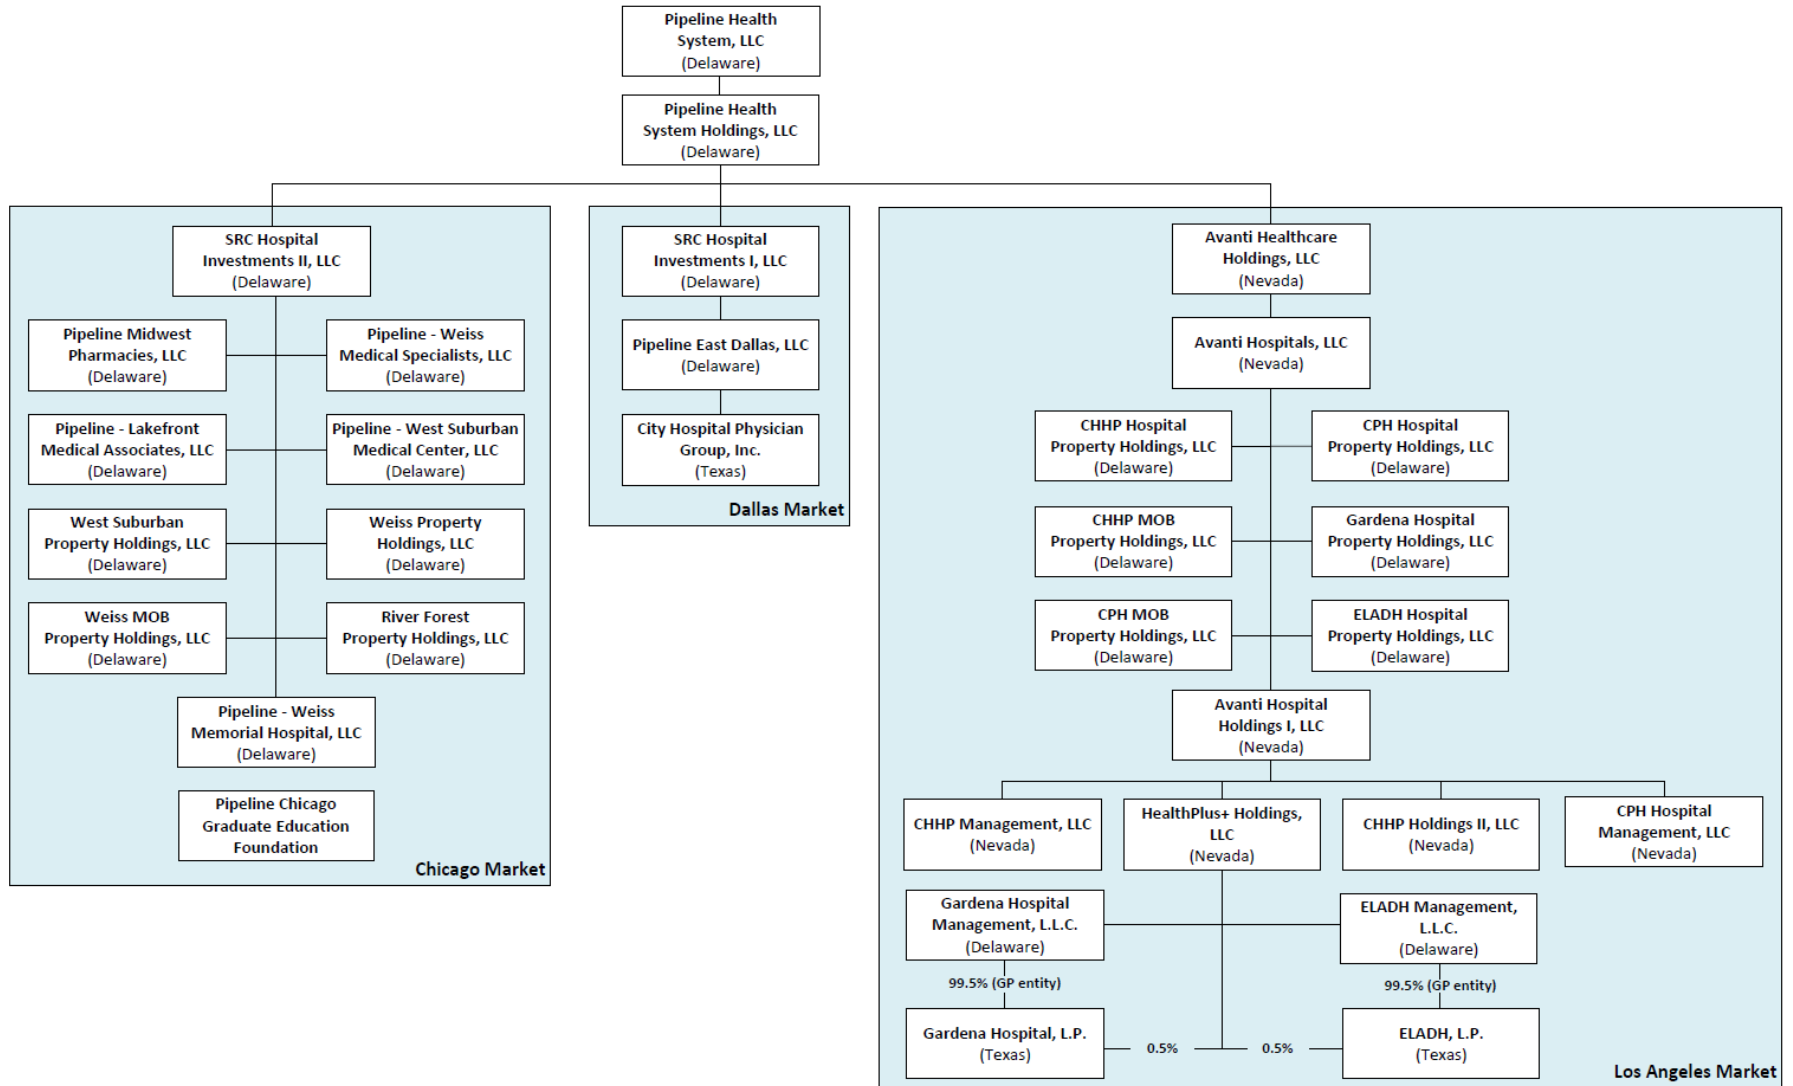 Pipeline Health
System, LLC
(Delaware)
Pipeline Health
System Holdings, LLC
(Delaware)
SRC Hospital
Investments II, LLC
(Delaware)
Pipeline Midwest
Pharmacies, LLC
(Delaware)
Pipeline - Weiss
Medical Specialists, LLC
(Delaware)
Pipeline - Lakefront
Medical Associates, LLC
(Delaware)
Pipeline - West Suburban
Medical Center, LLC
(Delaware)
West Suburban
Property Holdings, LLC
(Delaware)
Weiss Property
Holdings, LLC
(Delaware)
Weiss MOB
Property Holdings, LLC
(Delaware)
River Forest
Property Holdings, LLC
(Delaware)
Pipeline - Weiss
Memorial Hospital, LLC
(Delaware)
Pipeline Chicago
Graduate Education
Foundation
Chicago Market
SRC Hospital
Investments I, LLC
(Delaware)
Pipeline East Dallas, LLC
(Delaware)
City Hospital Physician
Group, Inc.
(Texas)
Dallas Market
Avanti Healthcare
Holdings, LLC
(Nevada)
Avanti Hospitals, LLC
(Nevada)
CHHP Hospital
Property Holdings, LLC
(Delaware)
CPH Hospital
Property Holdings, LLC
(Delaware)
CHHP MOB
Property Holdings, LLC
(Delaware)
Gardena Hospital
Property Holdings, LLC
(Delaware)
CPH MOB
Property Holdings, LLC
(Delaware)
ELADH Hospital
Property Holdings, LLC
(Delaware)
Avanti Hospital
Holdings I, LLC
(Nevada)
CHHP Management, LLC
(Nevada)
HealthPlus+ Holdings,
LLC
(Nevada)
CHHP Holdings II, LLC
(Nevada)
CPH Hospital
Management, LLC
(Nevada)
Gardena Hospital
Management, L.L.C.
(Delaware)
ELADH Management,
L.L.C.
(Delaware)
99.5% (GP entity)
99.5% (GP entity)
Gardena Hospital, L.P.
(Texas)
0.5%
0.5%
ELADH, L.P.
(Texas)
Los Angeles Market